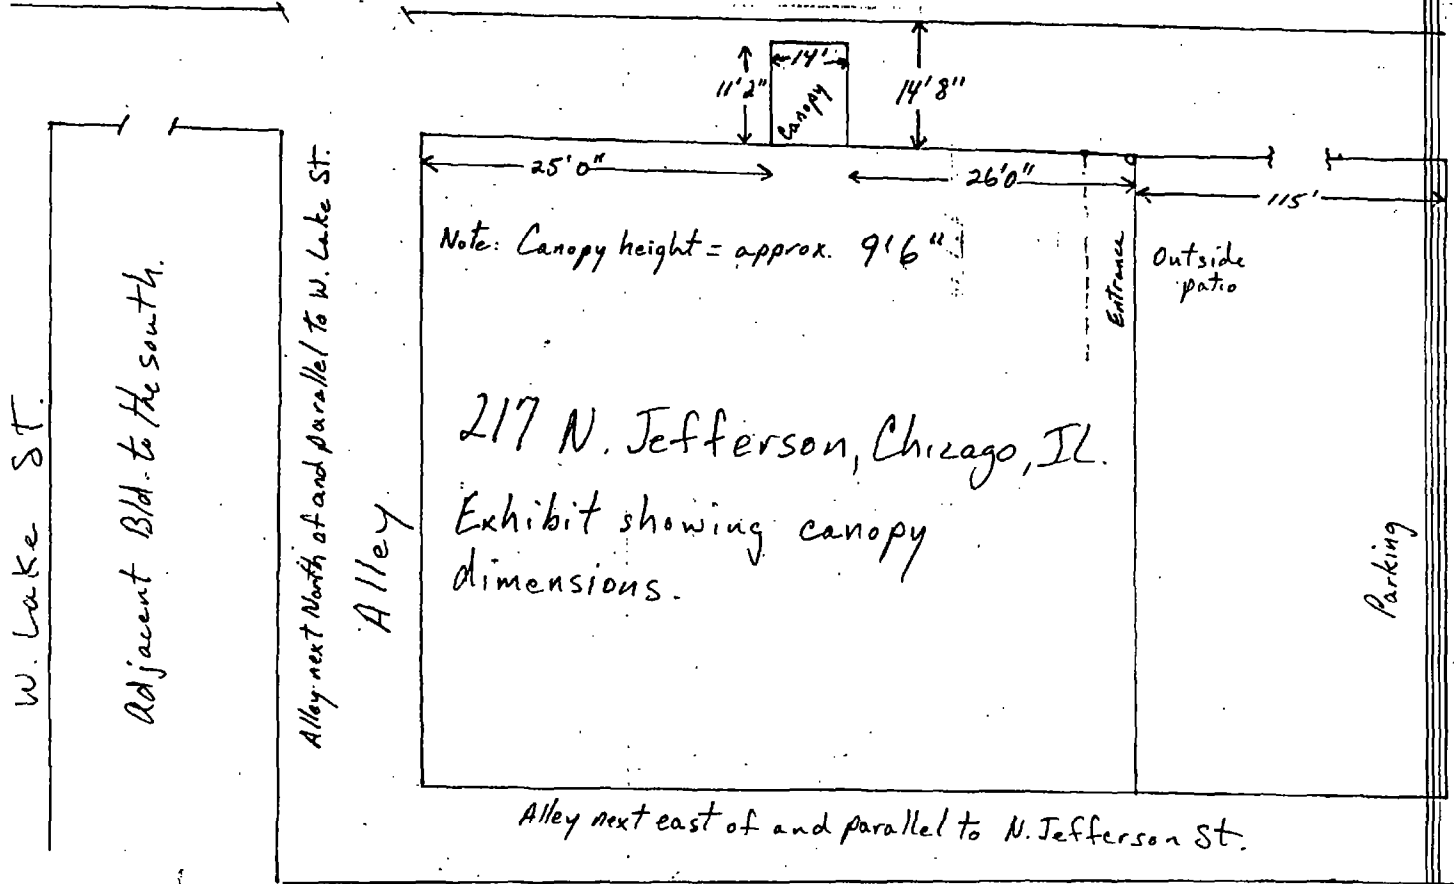 14'
11'2"
Canopy
14'8"
25'0"
26'0"
115'
Note: Canopy height = approx. 9'6"
Entrance
Outside
patio
217 N. Jefferson, Chicago, IL.
Exhibit showing canopy
dimensions.
W. Lake St.
Adjacent Bld. to the south.
Alley next North of and parallel to W. Lake St.
Alley
Parking
Alley next east of and parallel to N. Jefferson St.